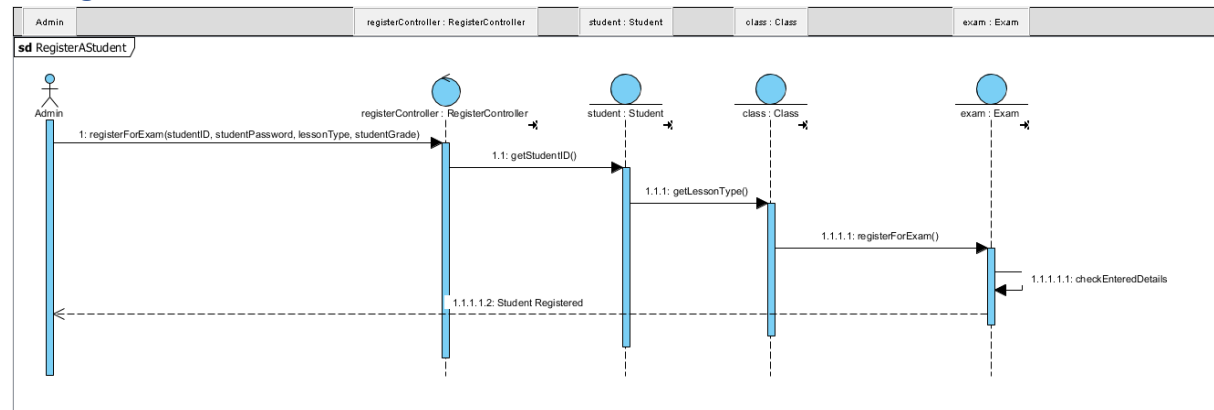 Admin
registerController : RegisterController
student : Student
class : Class
exam : Exam
sd RegisterAStudent
Admin
registerController : RegisterController
student : Student
class : Class
exam : Exam
1: registerForExam(studentID, studentPassword, lessonType, studentGrade)
1.1: getStudentID()
1.1.1: getLessonType()
1.1.1.1: registerForExam()
1.1.1.1.1: checkEnteredDetails
1.1.1.1.2: Student Registered